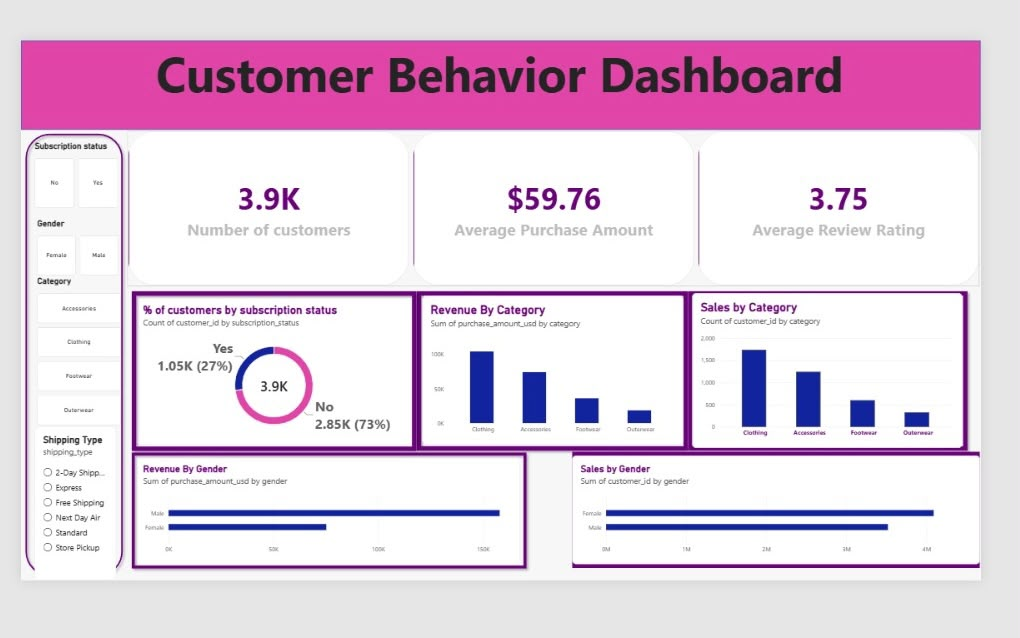 Customer Behavior Dashboard
Subscription status
No
Yes
Gender
Female
Male
Category
Accessories
Clothing
Footwear
Outerwear
Shipping Type
shipping_type
2-Day Shipp...
Express
Free Shipping
Next Day Air
Standard
Store Pickup
3.9K
Number of customers
$59.76
Average Purchase Amount
3.75
Average Review Rating
% of customers by subscription status
Count of customer_id by subscription_status
Yes
1.05K (27%)
3.9K
No
2.85K (73%)
Revenue By Category
Sum of purchase_amount_usd by category
100K
50K
0K
Clothing
Accessories
Footwear
Outerwear
Sales by Category
Count of customer_id by category
2,000
1,500
1,000
500
0
Clothing
Accessories
Footwear
Outerwear
Revenue By Gender
Sum of purchase_amount_usd by gender
Male
Female
0K
50K
100K
150K
Sales by Gender
Sum of customer_id by gender
Female
Male
0M
1M
2M
3M
4M